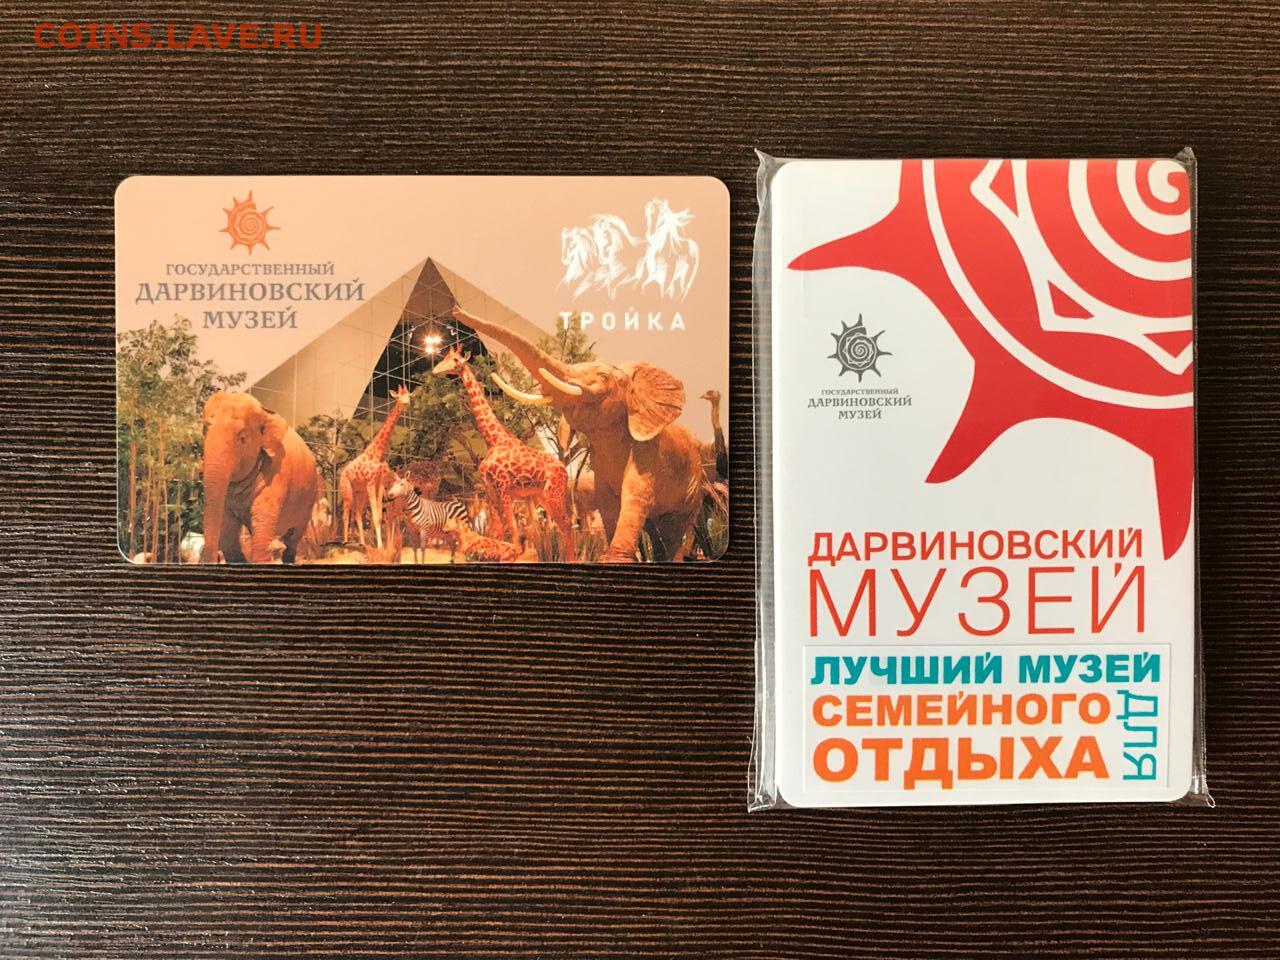 COINS.LAVE.RU
ГОСУДАРСТВЕННЫЙ
ДАРВИНОВСКИЙ
МУЗЕЙ
ТРОЙКА
ГОСУДАРСТВЕННЫЙ
ДАРВИНОВСКИЙ
МУЗЕЙ
ДАРВИНОВСКИЙ
МУЗЕЙ
ЛУЧШИЙ МУЗЕЙ
ДЛЯ
СЕМЕЙНОГО
ОТДЫХА